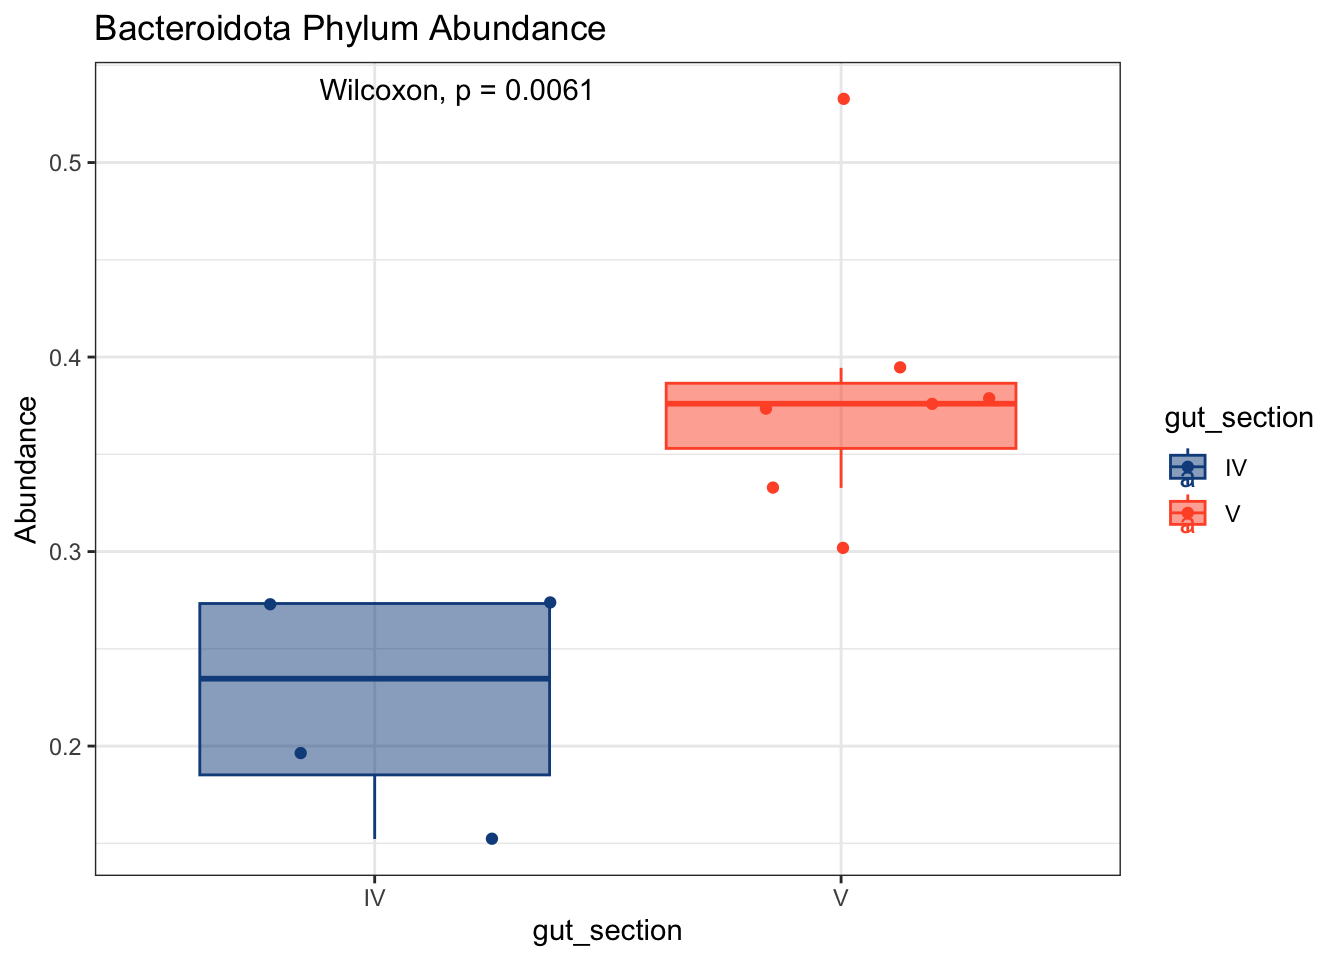 Bacteroidota Phylum Abundance
Wilcoxon, p = 0.0061
0.5
0.4
0.3
0.2
Abundance
IV
V
gut_section
gut_section
a
IV
a
V